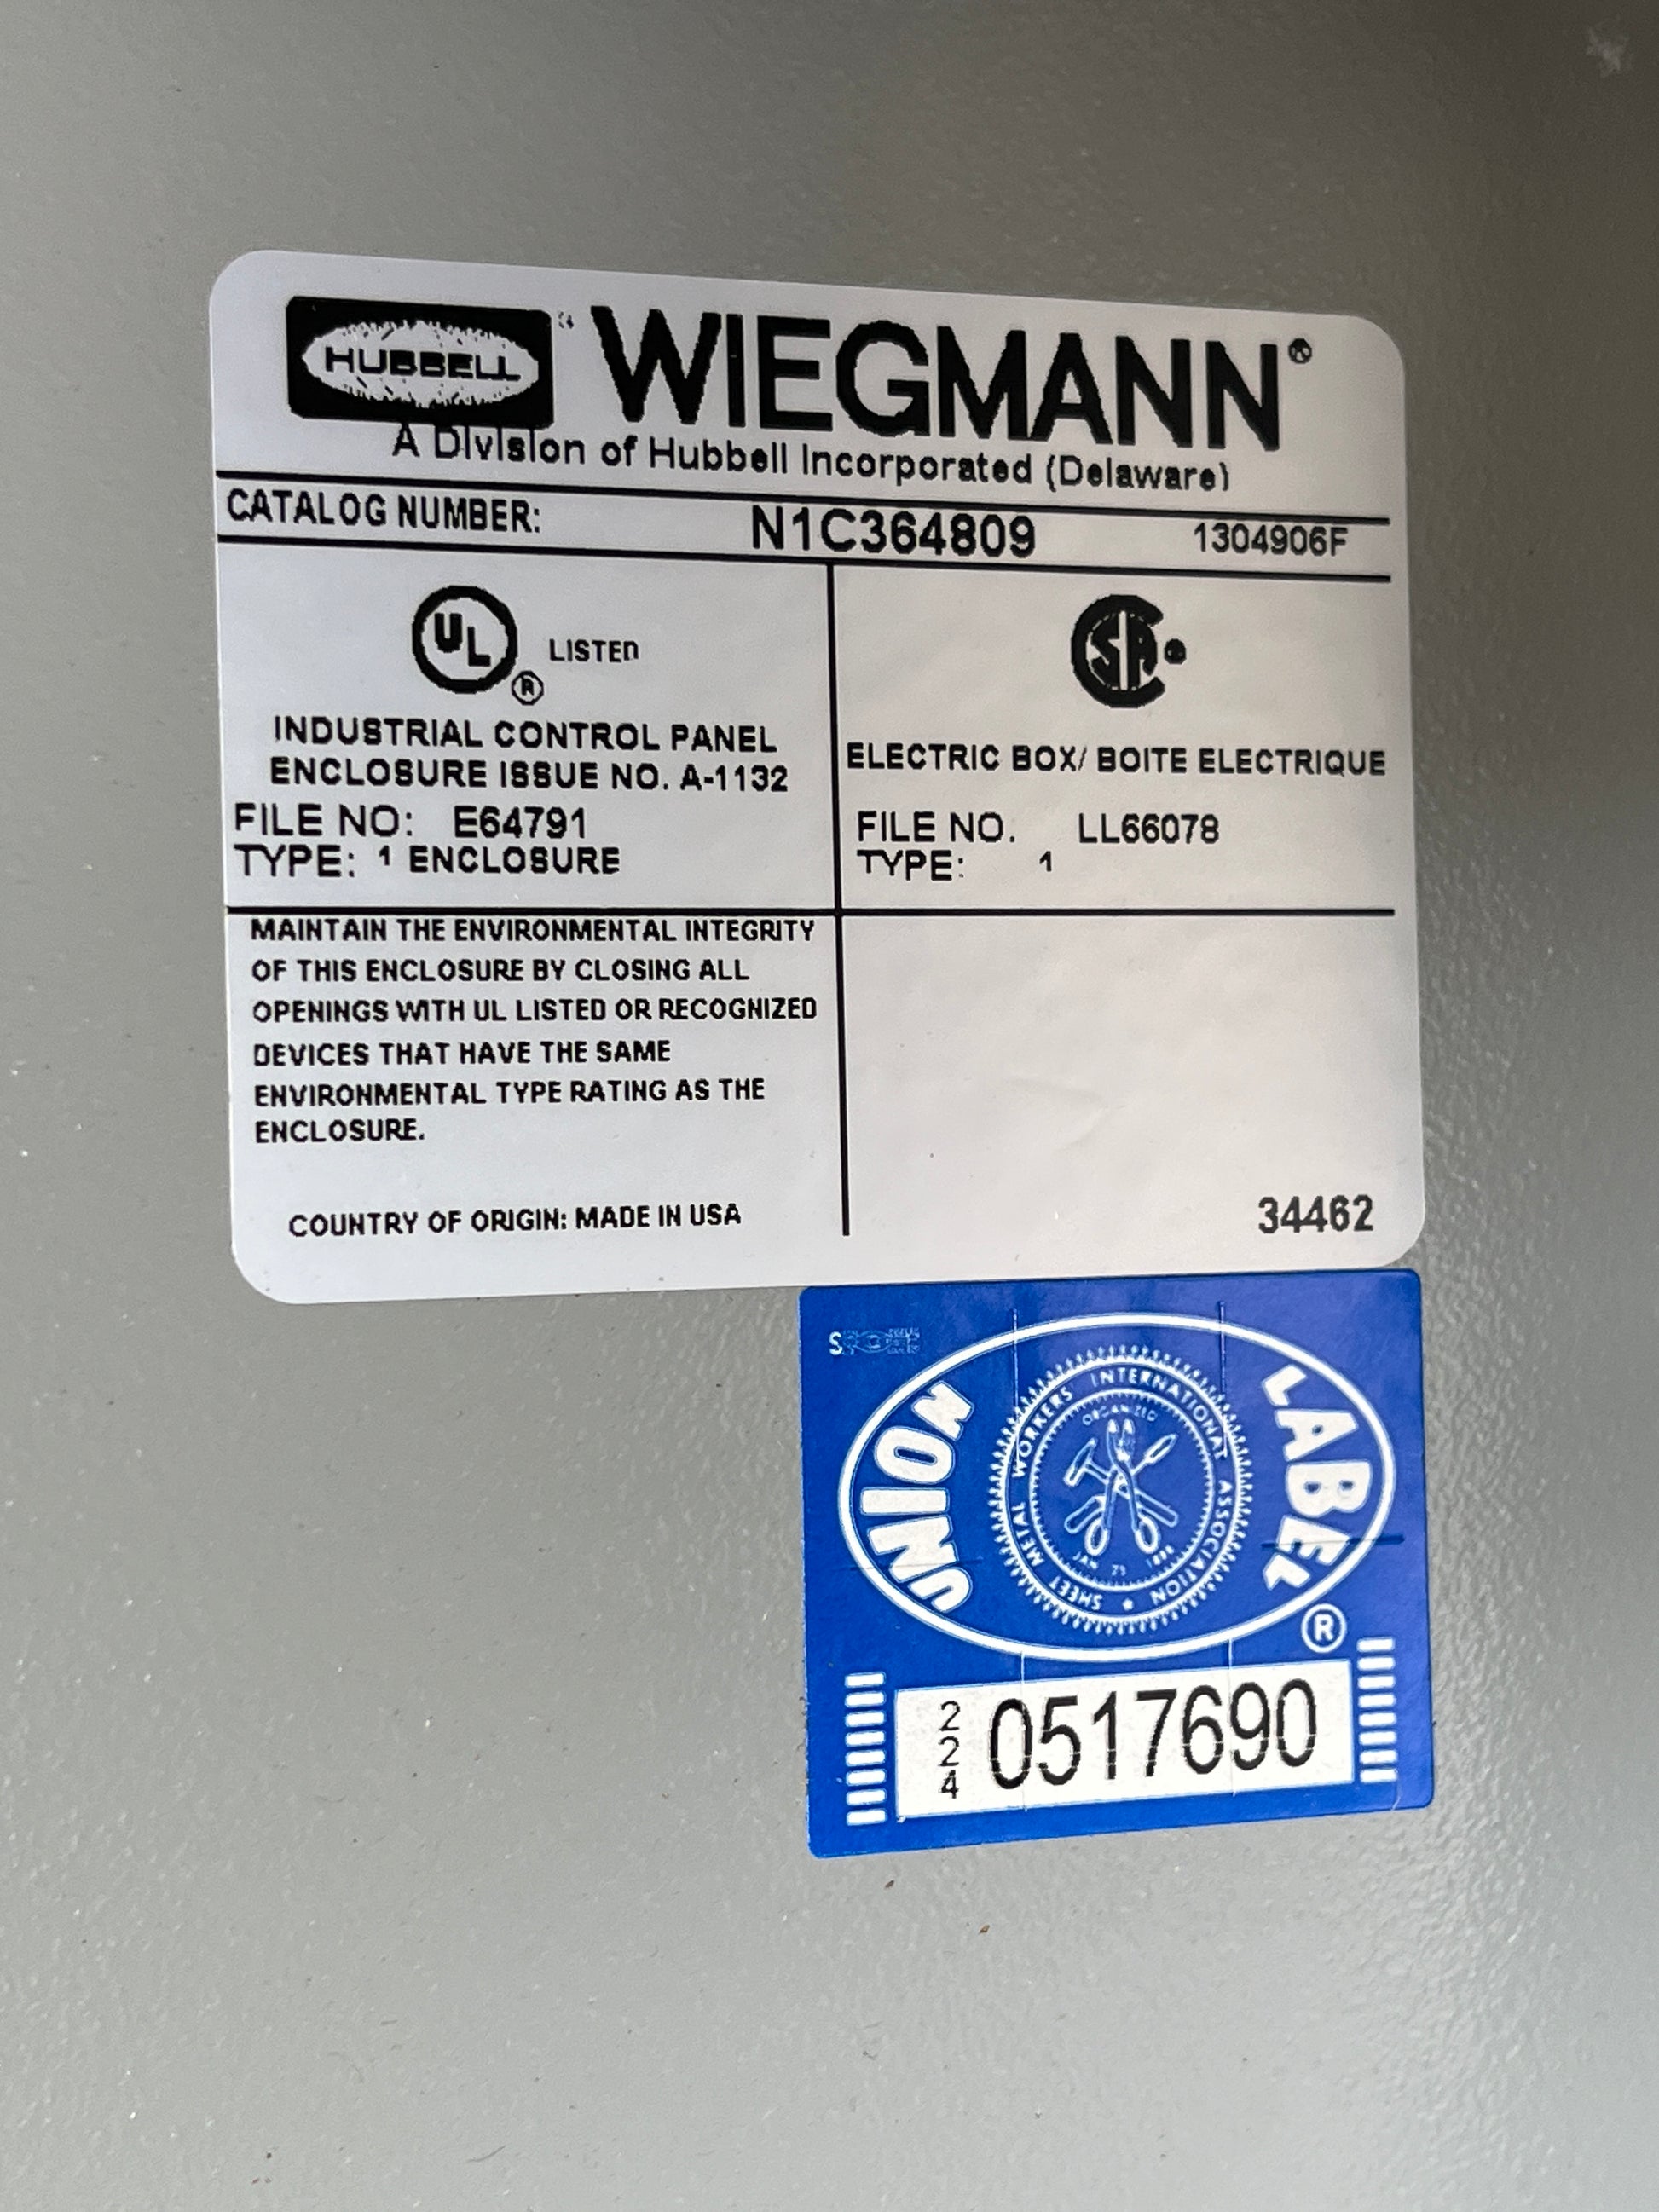 HUBBELL WIEGMANN®
A Division of Hubbell Incorporated (Delaware)
CATALOG NUMBER: N1C364809 1304906F
UL ® LISTED
INDUSTRIAL CONTROL PANEL
ENCLOSURE ISSUE NO. A-1132
FILE NO: E64791
TYPE: 1 ENCLOSURE
CSA
ELECTRIC BOX/ BOITE ELECTRIQUE
FILE NO. LL66078
TYPE: 1
MAINTAIN THE ENVIRONMENTAL INTEGRITY
OF THIS ENCLOSURE BY CLOSING ALL
OPENINGS WITH UL LISTED OR RECOGNIZED
DEVICES THAT HAVE THE SAME
ENVIRONMENTAL TYPE RATING AS THE
ENCLOSURE.
COUNTRY OF ORIGIN: MADE IN USA
34462
UNION LABEL ®
SHEET METAL WORKERS' INTERNATIONAL ASSOCIATION
ORGANIZED
JAN 25 1888
224 0517690